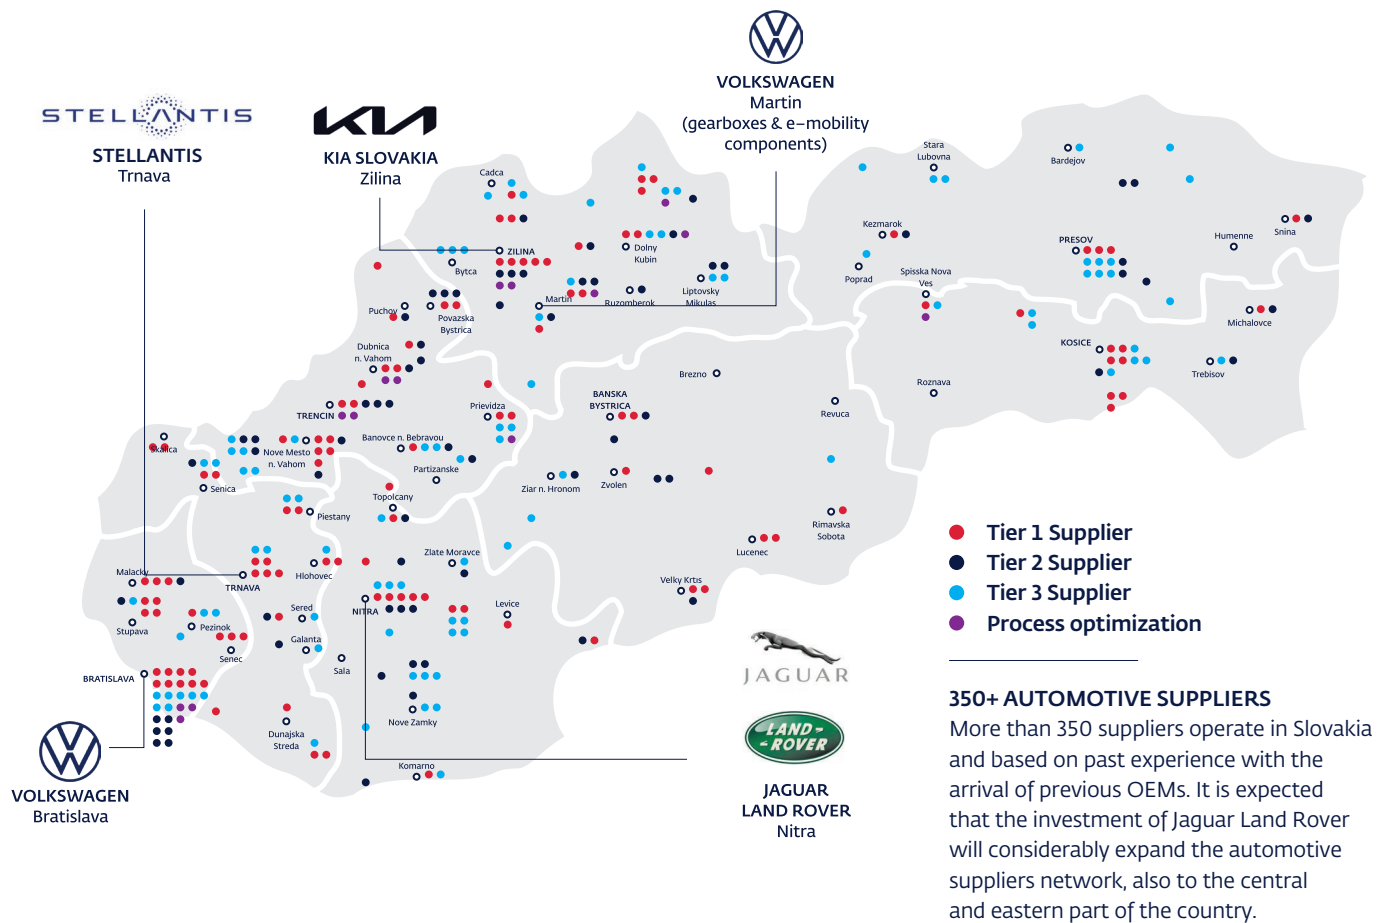 VOLKSWAGEN
Martin
(gearboxes & e-mobility
components)
STELLANTIS
STELLANTIS
Trnava
KIA
KIA SLOVAKIA
Zilina
Cadca
Stara
Lubovna
Bardejov
Kezmarok
Snina
Humenne
PRESOV
ZILINA
Dolny
Kubin
Bytca
Poprad
Spisska Nova
Ves
Liptovsky
Mikulas
Ruzomberok
Martin
Puchov
Povazska
Bystrica
Michalovce
Dubnica
n. Vahom
KOSICE
Trebisov
Brezno
Roznava
BANSKA
BYSTRICA
Revuca
TRENCIN
Prievidza
Skalica
Nove Mesto
n. Vahom
Banovce n. Bebravou
Partizanske
Senica
Ziar n. Hronom
Zvolen
Topolcany
Piestany
Rimavska
Sobota
Lucenec
Zlate Moravce
Malacky
TRNAVA
Hlohovec
Velky Krtis
Stupava
Pezinok
Sered
NITRA
Levice
Galanta
Senec
Sala
BRATISLAVA
Nove Zamky
Dunajska
Streda
Komarno
VOLKSWAGEN
Bratislava
JAGUAR
LAND-
-ROVER
JAGUAR
LAND ROVER
Nitra
Tier 1 Supplier
Tier 2 Supplier
Tier 3 Supplier
Process optimization
350+ AUTOMOTIVE SUPPLIERS
More than 350 suppliers operate in Slovakia
and based on past experience with the
arrival of previous OEMs. It is expected
that the investment of Jaguar Land Rover
will considerably expand the automotive
suppliers network, also to the central
and eastern part of the country.